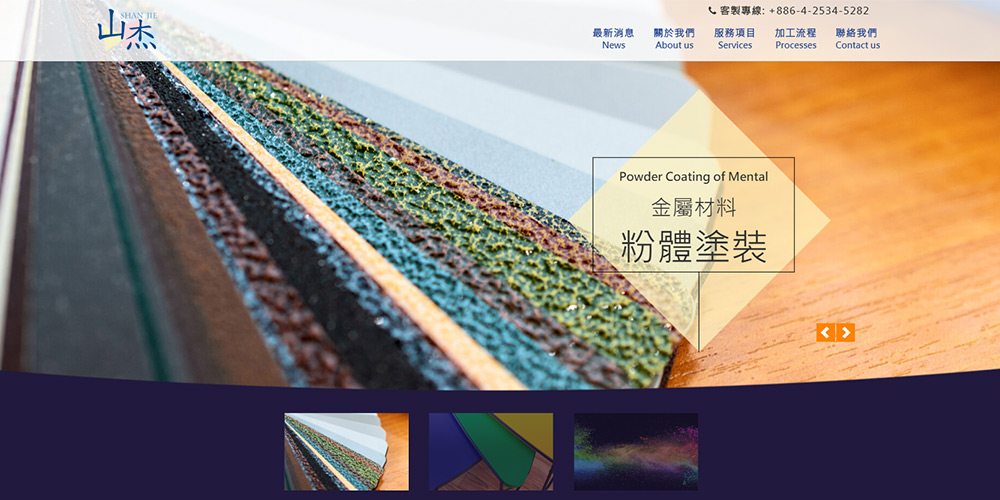 SHAN JIE
山杰
客製專線: +886-4-2534-5282
最新消息
News
關於我們
About us
服務項目
Services
加工流程
Processes
聯絡我們
Contact us
Powder Coating of Mental
金屬材料
粉體塗裝